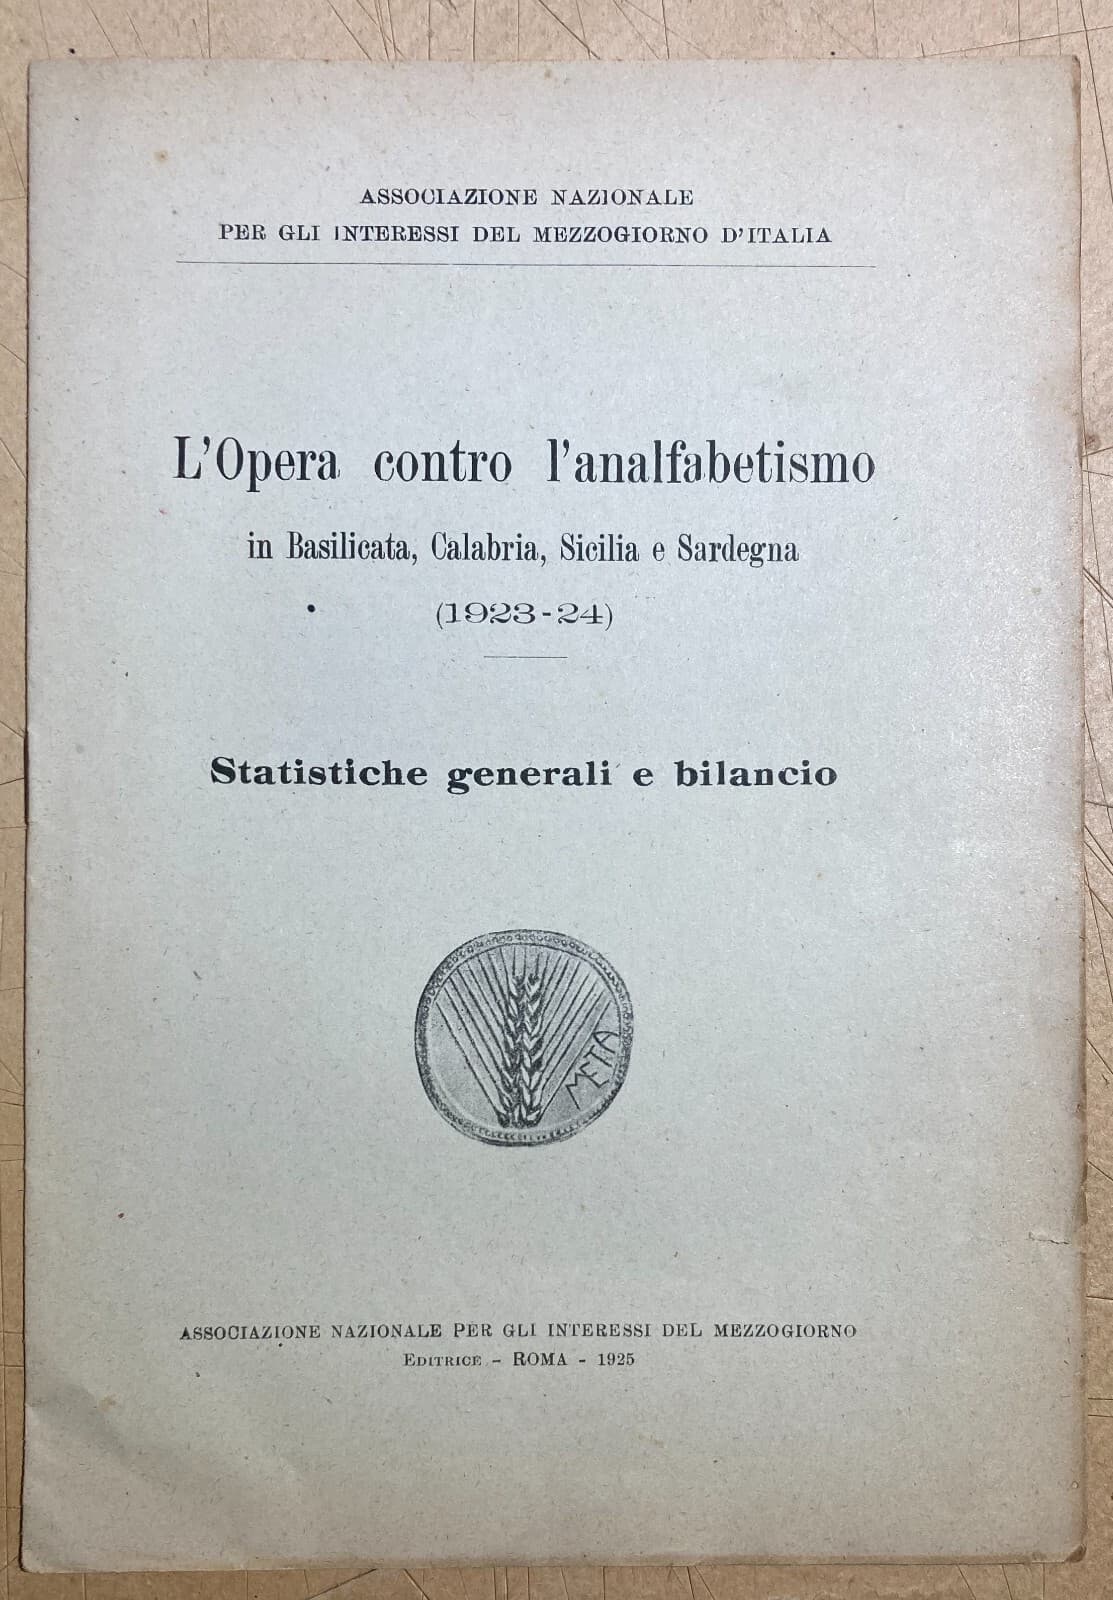 ASSOCIAZIONE NAZIONALE
PER GLI INTERESSI DEL MEZZOGIORNO D'ITALIA
L'Opera contro l'analfabetismo
in Basilicata, Calabria, Sicilia e Sardegna
(1923-24)
Statistiche generali e bilancio
META
ASSOCIAZIONE NAZIONALE PER GLI INTERESSI DEL MEZZOGIORNO
EDITRICE - ROMA - 1925